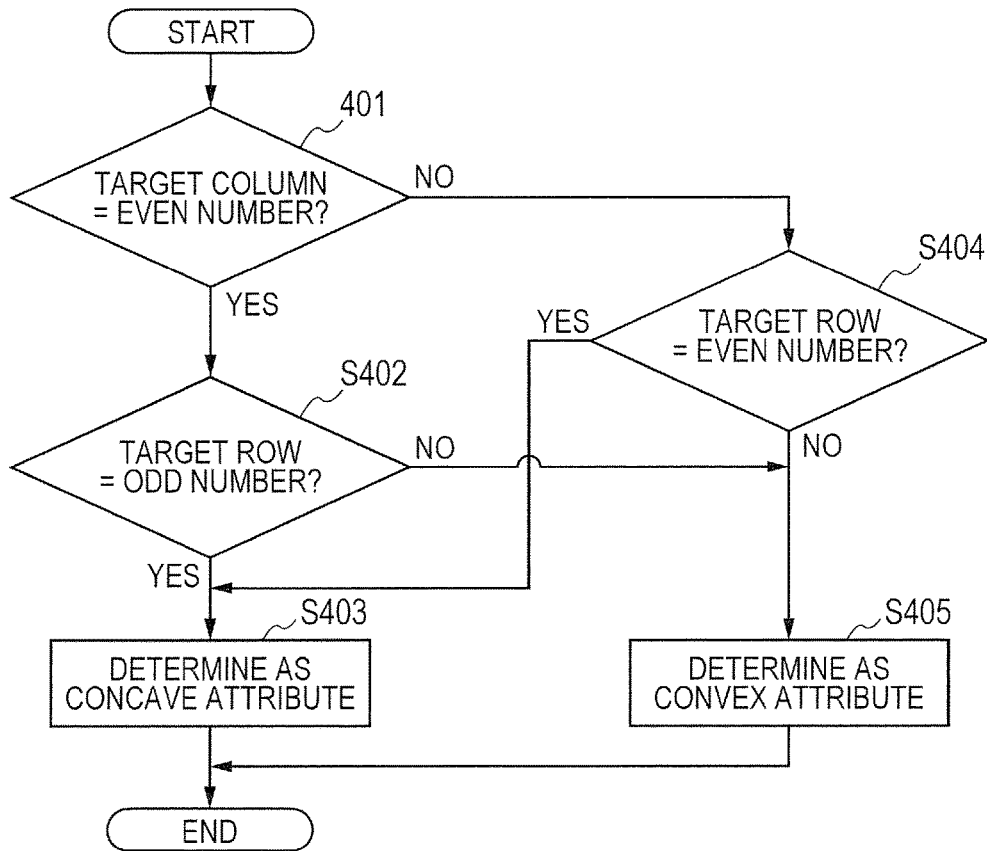 START
401
TARGET COLUMN
= EVEN NUMBER?
NO
YES
S404
TARGET ROW
= EVEN NUMBER?
YES
NO
S402
TARGET ROW
= ODD NUMBER?
NO
YES
S403
DETERMINE AS
CONCAVE ATTRIBUTE
S405
DETERMINE AS
CONVEX ATTRIBUTE
END